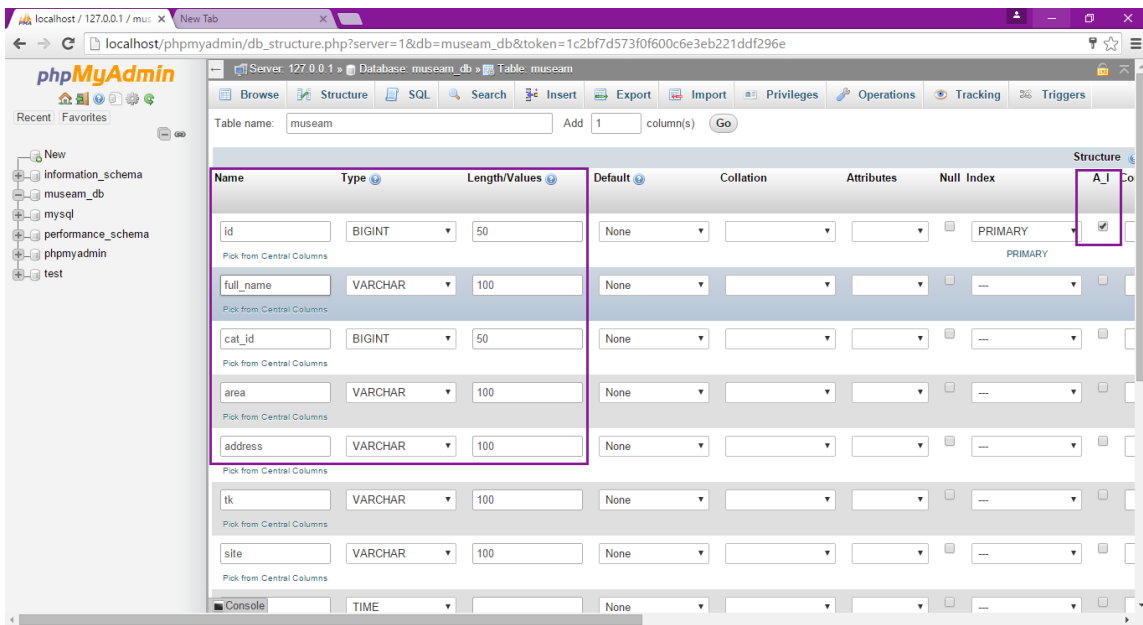 localhost / 127.0.0.1 / mus
New Tab
localhost/phpmyadmin/db_structure.php?server=1&db=museam_db&token=1c2bf7d573f0f600c6e3eb221ddf296e
phpMyAdmin
Recent Favorites
New
information_schema
museam_db
mysql
performance_schema
phpmyadmin
test
Server: 127.0.0.1 » Database: museam_db » Table: museam
Browse Structure SQL Search Insert Export Import Privileges Operations Tracking Triggers
Table name: museam Add 1 column(s) Go
Structure
Name Type Length/Values Default Collation Attributes Null Index A_I Co
id BIGINT 50 None PRIMARY
Pick from Central Columns PRIMARY
full_name VARCHAR 100 None ---
Pick from Central Columns
cat_id BIGINT 50 None ---
Pick from Central Columns
area VARCHAR 100 None ---
Pick from Central Columns
address VARCHAR 100 None ---
Pick from Central Columns
tk VARCHAR 100 None ---
Pick from Central Columns
site VARCHAR 100 None ---
Pick from Central Columns
Console TIME None ---